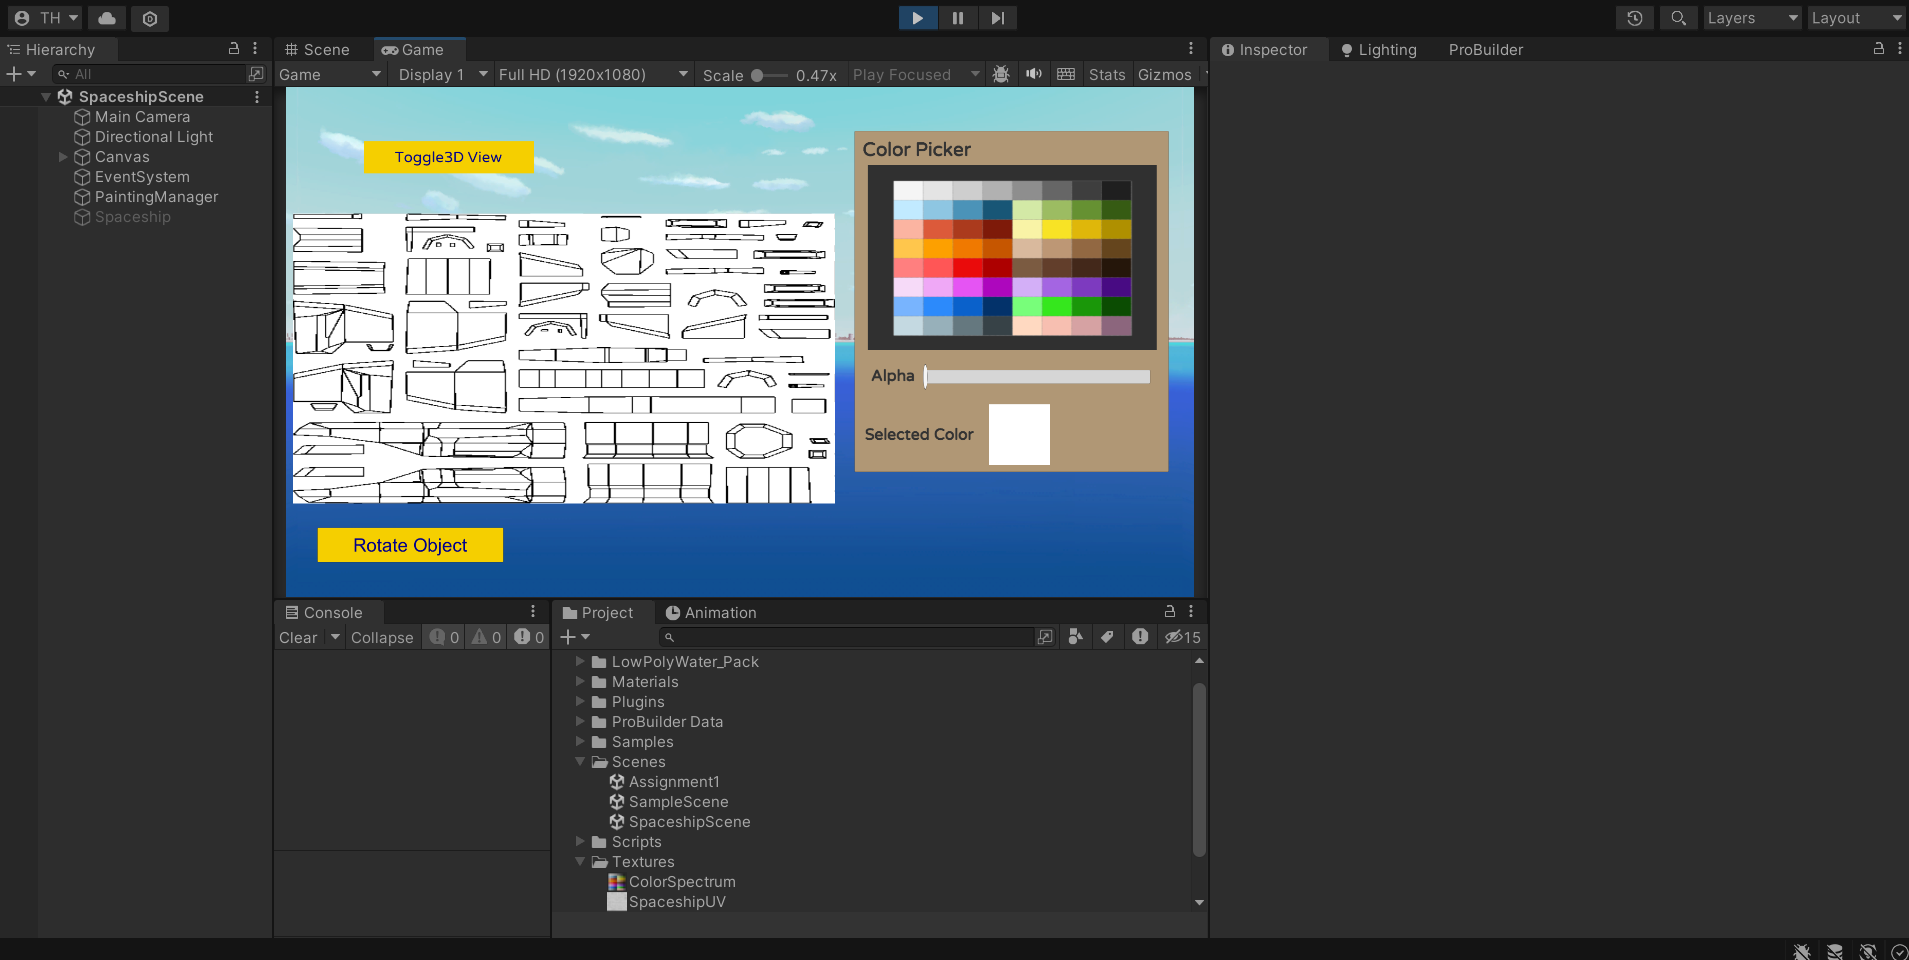 TH
Layers
Layout
Hierarchy
All
SpaceshipScene
Main Camera
Directional Light
Canvas
EventSystem
PaintingManager
Spaceship
Scene
Game
Game
Display 1
Full HD (1920x1080)
Scale
0.47x
Play Focused
Stats
Gizmos
Toggle3D View
Color Picker
Alpha
Selected Color
Rotate Object
Inspector
Lighting
ProBuilder
Console
Clear
Collapse
0
0
0
Project
Animation
15
LowPolyWater_Pack
Materials
Plugins
ProBuilder Data
Samples
Scenes
Assignment1
SampleScene
SpaceshipScene
Scripts
Textures
ColorSpectrum
SpaceshipUV